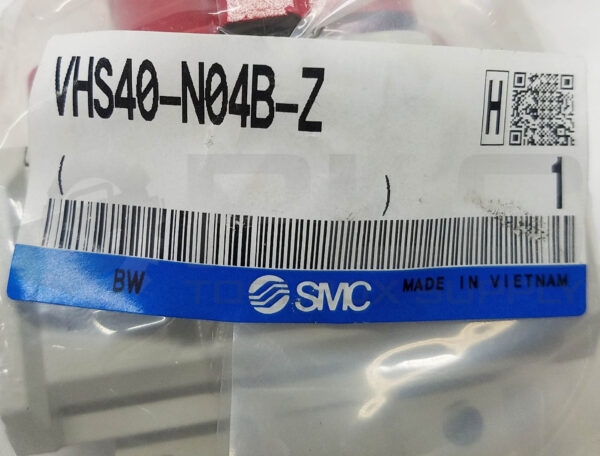 VHS40-N04B-Z
H
( )
1
BW SMC MADE IN VIETNAM